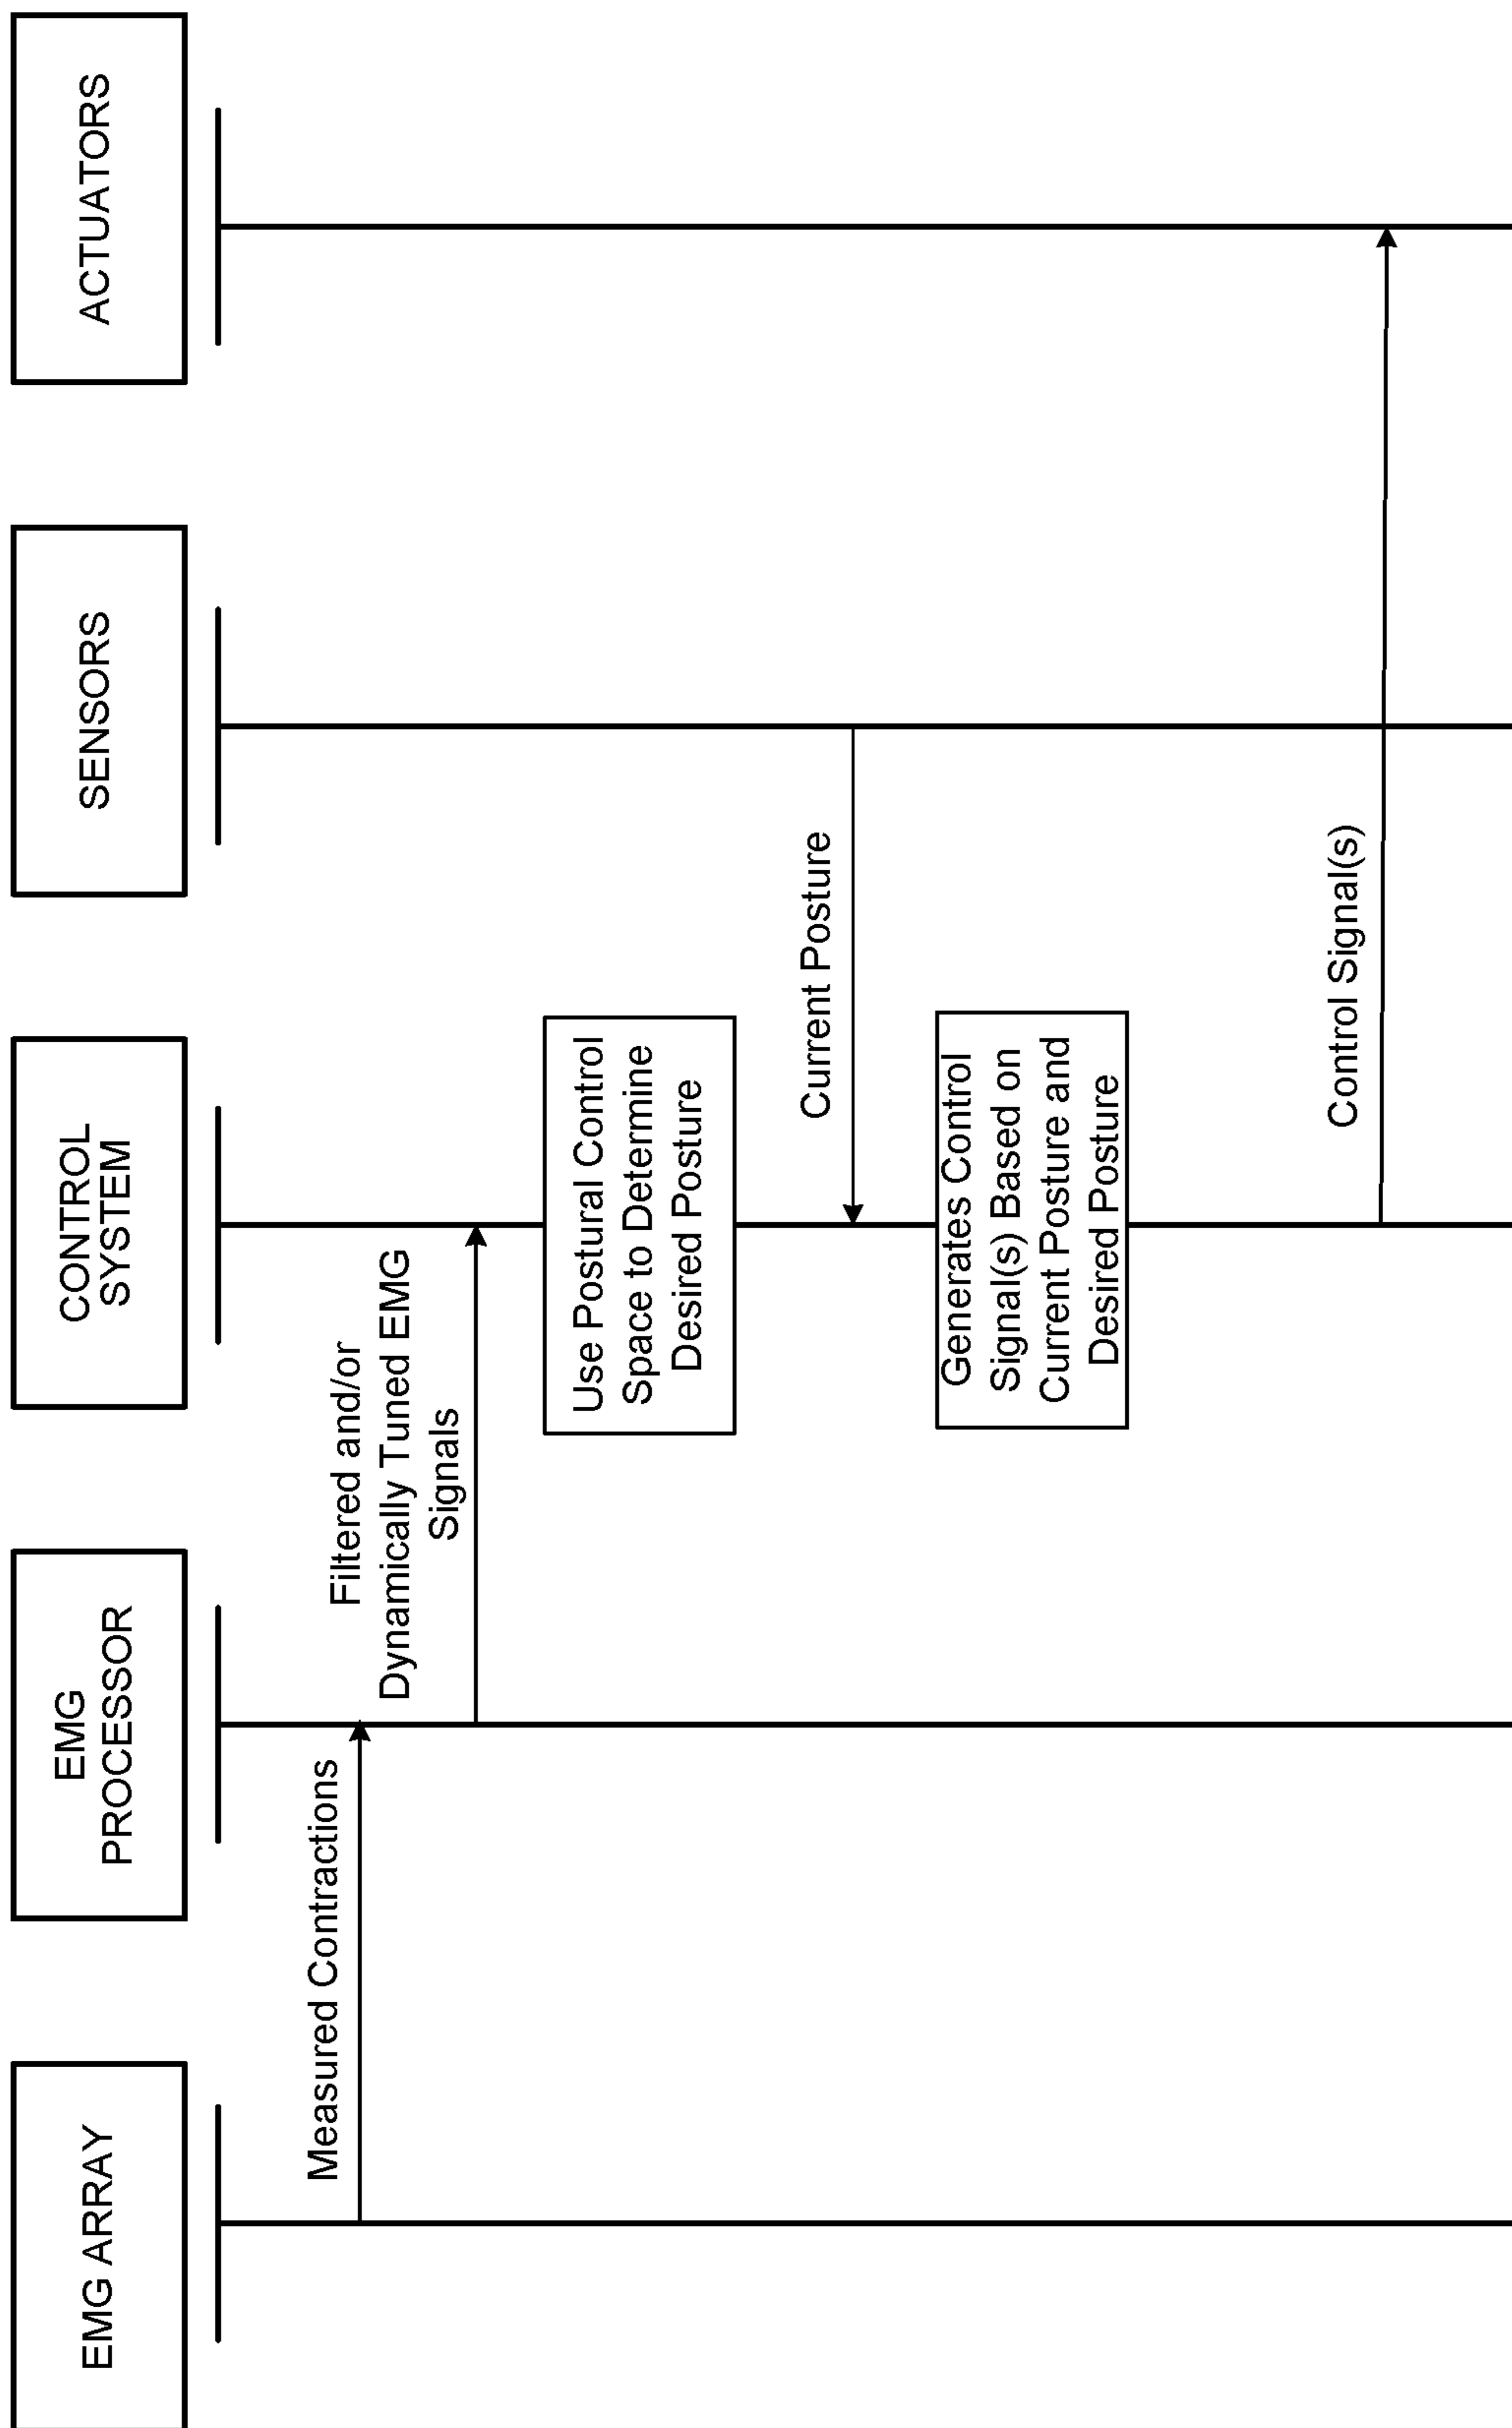 EMG ARRAY
EMG
PROCESSOR
CONTROL
SYSTEM
SENSORS
ACTUATORS
Measured Contractions
Filtered and/or
Dynamically Tuned EMG
Signals
Use Postural Control
Space to Determine
Desired Posture
Current Posture
Generates Control
Signal(s) Based on
Current Posture and
Desired Posture
Control Signal(s)